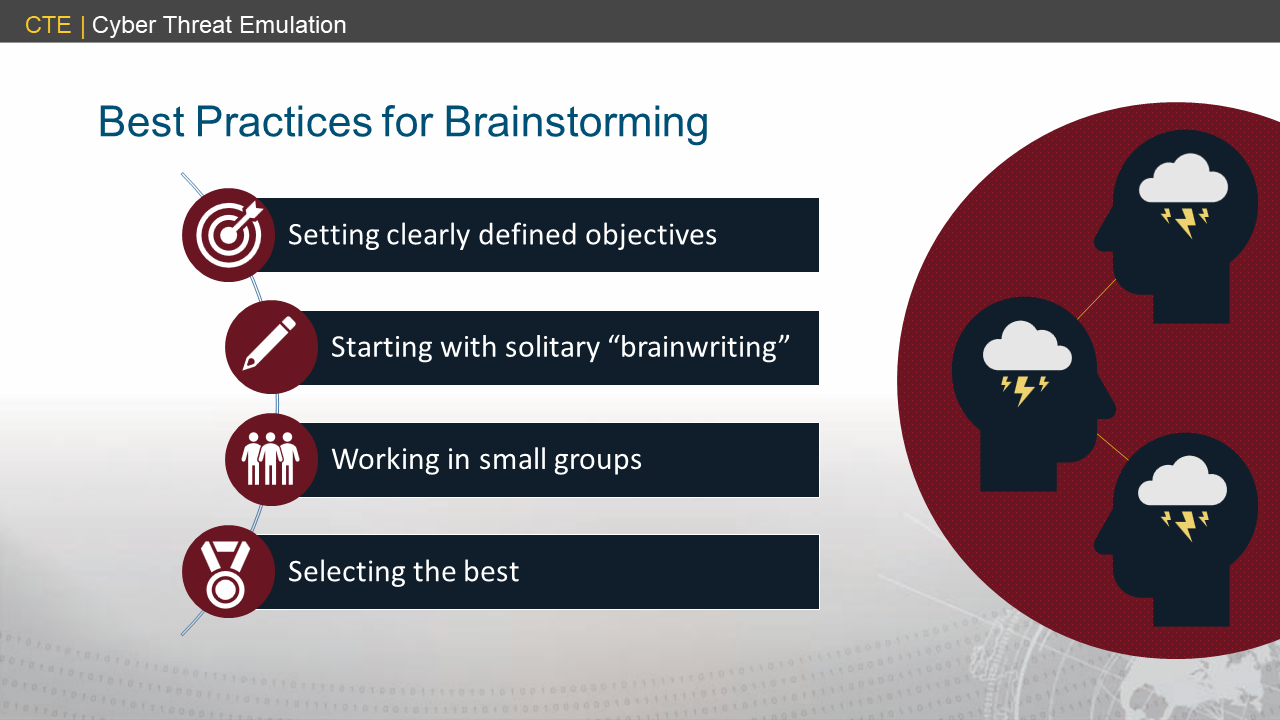 CTE | Cyber Threat Emulation
Best Practices for Brainstorming
Setting clearly defined objectives
Starting with solitary “brainwriting”
Working in small groups
Selecting the best